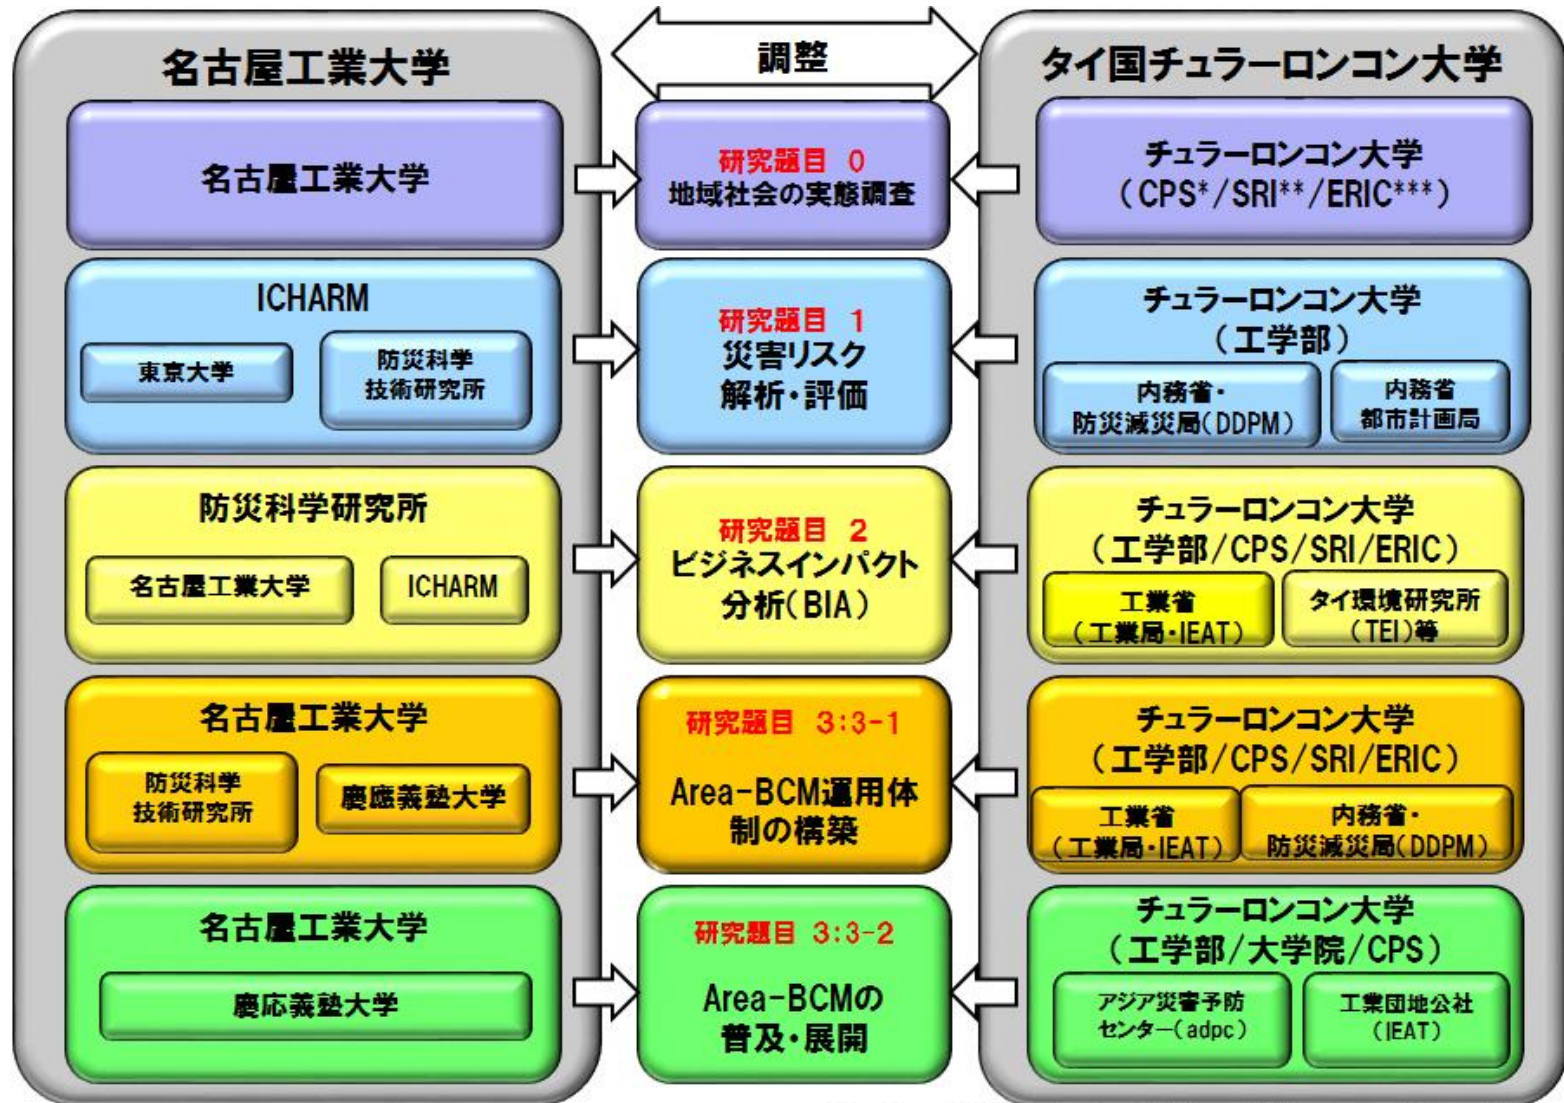 名古屋工業大学
調整
タイ国チュラーロンコン大学
名古屋工業大学
研究題目 0
地域社会の実態調査
チュラーロンコン大学
(CPS*/SRI**/ERIC***)
ICHARM
東京大学
防災科学
技術研究所
研究題目 1
災害リスク
解析・評価
チュラーロンコン大学
(工学部)
内務省・
防災減災局(DDPM)
内務省
都市計画局
防災科学研究所
名古屋工業大学
ICHARM
研究題目 2
ビジネスインパクト
分析(BIA)
チュラーロンコン大学
(工学部/CPS/SRI/ERIC)
工業省
(工業局・IEAT)
タイ環境研究所
(TEI)等
名古屋工業大学
防災科学
技術研究所
慶應義塾大学
研究題目 3:3-1
Area-BCM運用体
制の構築
チュラーロンコン大学
(工学部/CPS/SRI/ERIC)
工業省
(工業局・IEAT)
内務省・
防災減災局(DDPM)
名古屋工業大学
慶応義塾大学
研究題目 3:3-2
Area-BCMの
普及・展開
チュラーロンコン大学
(工学部/大学院/CPS)
アジア災害予防
センター(adpc)
工業団地公社
(IEAT)